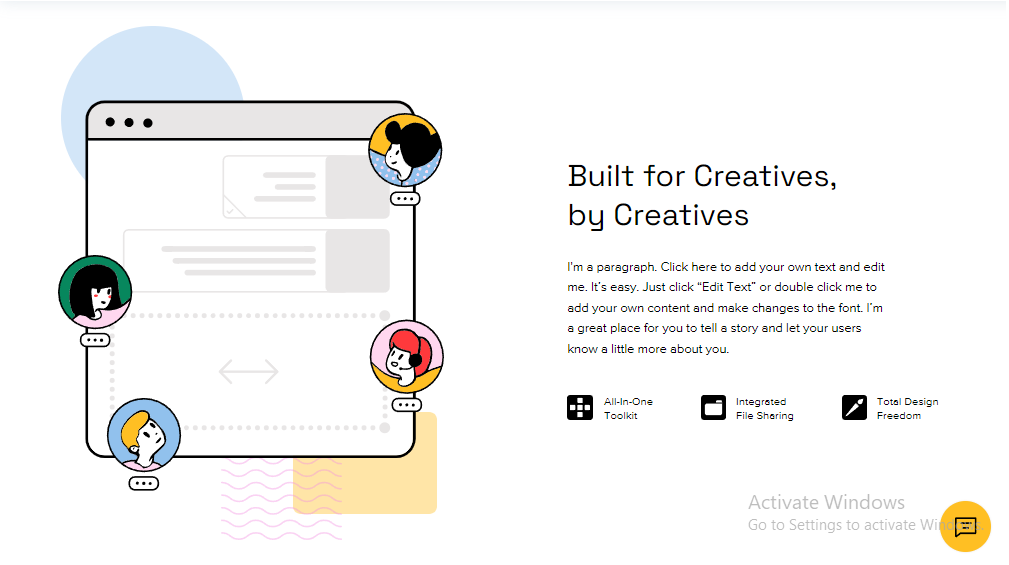 Built for Creatives,
by Creatives
I'm a paragraph. Click here to add your own text and edit
me. It's easy. Just click “Edit Text” or double click me to
add your own content and make changes to the font. I'm
a great place for you to tell a story and let your users
know a little more about you.
All-In-One
Toolkit
Integrated
File Sharing
Total Design
Freedom
Activate Windows
Go to Settings to activate Windows.